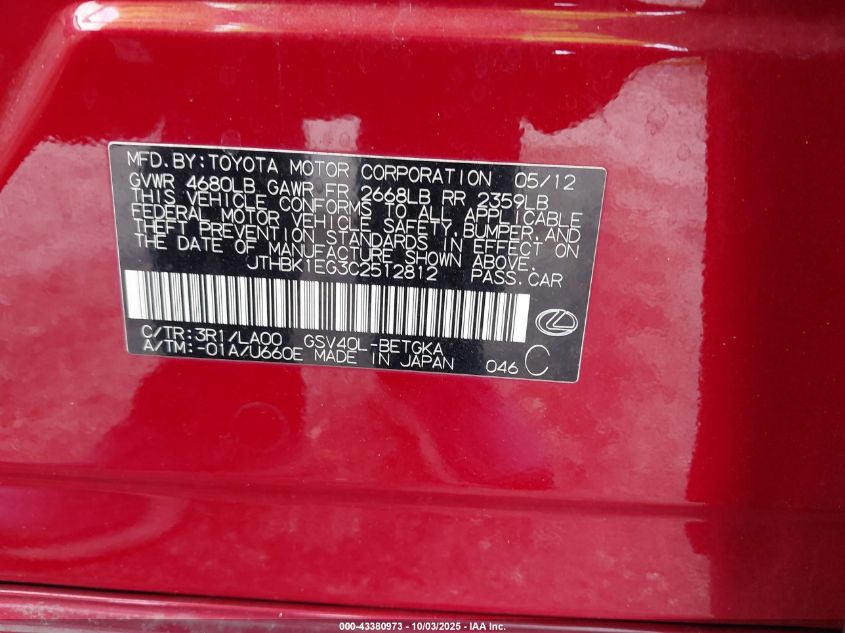 MFD. BY: TOYOTA MOTOR CORPORATION 05/12
GVWR 4680LB GAWR FR 2668LB RR 2359LB
THIS VEHICLE CONFORMS TO ALL APPLICABLE
FEDERAL MOTOR VEHICLE SAFETY, BUMPER, AND
THEFT PREVENTION STANDARDS IN EFFECT ON
THE DATE OF MANUFACTURE SHOWN ABOVE.
JTHBK1EG3C2512812 PASS. CAR
C/TR: 3R1/LA00 GSV40L-BETGKA
A/TM: -01A/U660E MADE IN JAPAN 046 C
000-43380973 - 10/03/2025 - IAA Inc.